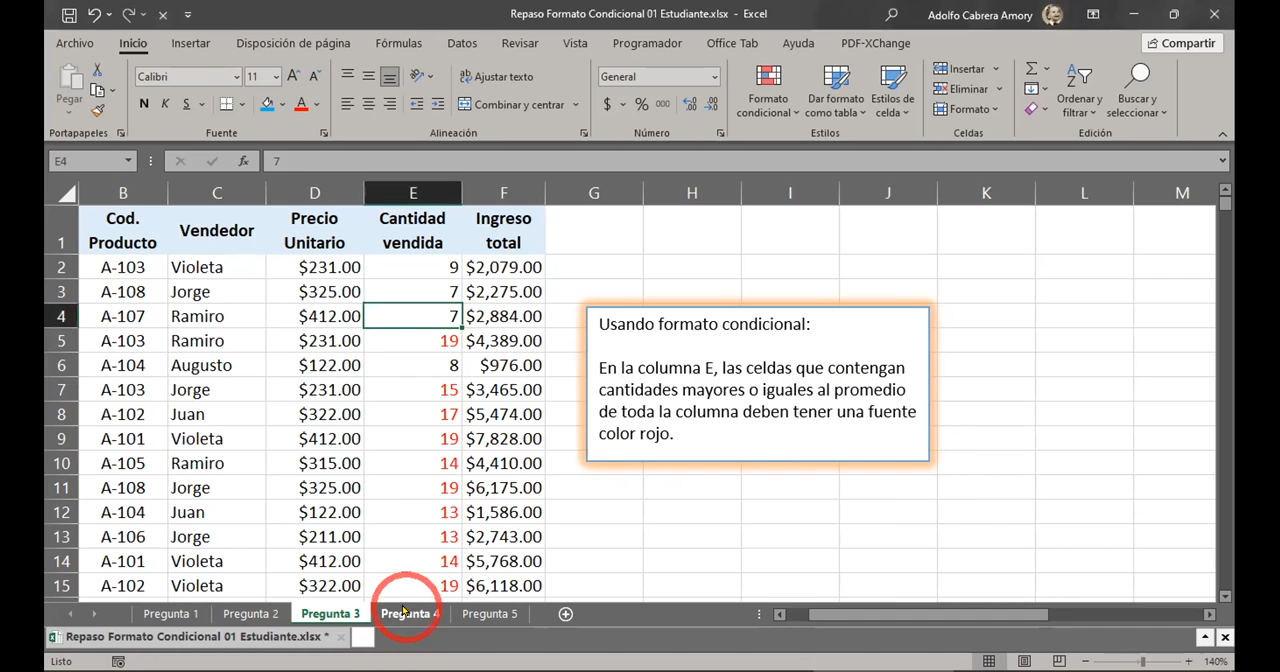 Repaso Formato Condicional 01 Estudiante.xlsx - Excel
Adolfo Cabrera Amory
Archivo Inicio Insertar Disposición de página Fórmulas Datos Revisar Vista Programador Office Tab Ayuda PDF-XChange
Compartir
Pegar
Calibri 11
N K S
A A A
Ajustar texto
Combinar y centrar
General
$ % 000
Formato condicional
Dar formato como tabla
Estilos de celda
Insertar
Eliminar
Formato
Ordenar y filtrar
Buscar y seleccionar
Portapapeles Fuente Alineación Número Estilos Celdas Edición
E4 fx 7
B C D E F G H I J K L M
1 Cod. Producto Vendedor Precio Unitario Cantidad vendida Ingreso total
2 A-103 Violeta $231.00 9 $2,079.00
3 A-108 Jorge $325.00 7 $2,275.00
4 A-107 Ramiro $412.00 7 $2,884.00
5 A-103 Ramiro $231.00 19 $4,389.00
6 A-104 Augusto $122.00 8 $976.00
7 A-103 Jorge $231.00 15 $3,465.00
8 A-102 Juan $322.00 17 $5,474.00
9 A-101 Violeta $412.00 19 $7,828.00
10 A-105 Ramiro $315.00 14 $4,410.00
11 A-108 Jorge $325.00 19 $6,175.00
12 A-104 Juan $122.00 13 $1,586.00
13 A-106 Jorge $211.00 13 $2,743.00
14 A-101 Violeta $412.00 14 $5,768.00
15 A-102 Violeta $322.00 19 $6,118.00
Usando formato condicional:
En la columna E, las celdas que contengan
cantidades mayores o iguales al promedio
de toda la columna deben tener una fuente
color rojo.
Pregunta 1 Pregunta 2 Pregunta 3 Pregunta 4 Pregunta 5
Repaso Formato Condicional 01 Estudiante.xlsx *
Listo
140%